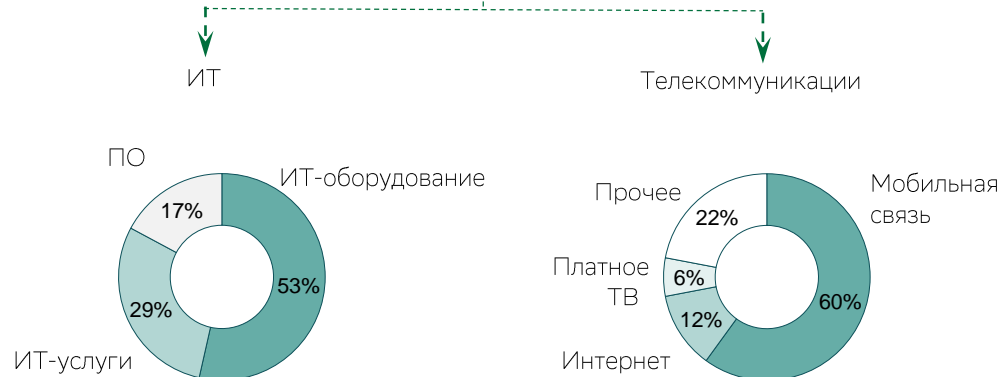 ИТ
Телекоммуникации
ПО
ИТ-оборудование
17%
53%
29%
ИТ-услуги
Прочее
Мобильная
связь
22%
Платное
ТВ
6%
60%
12%
Интернет